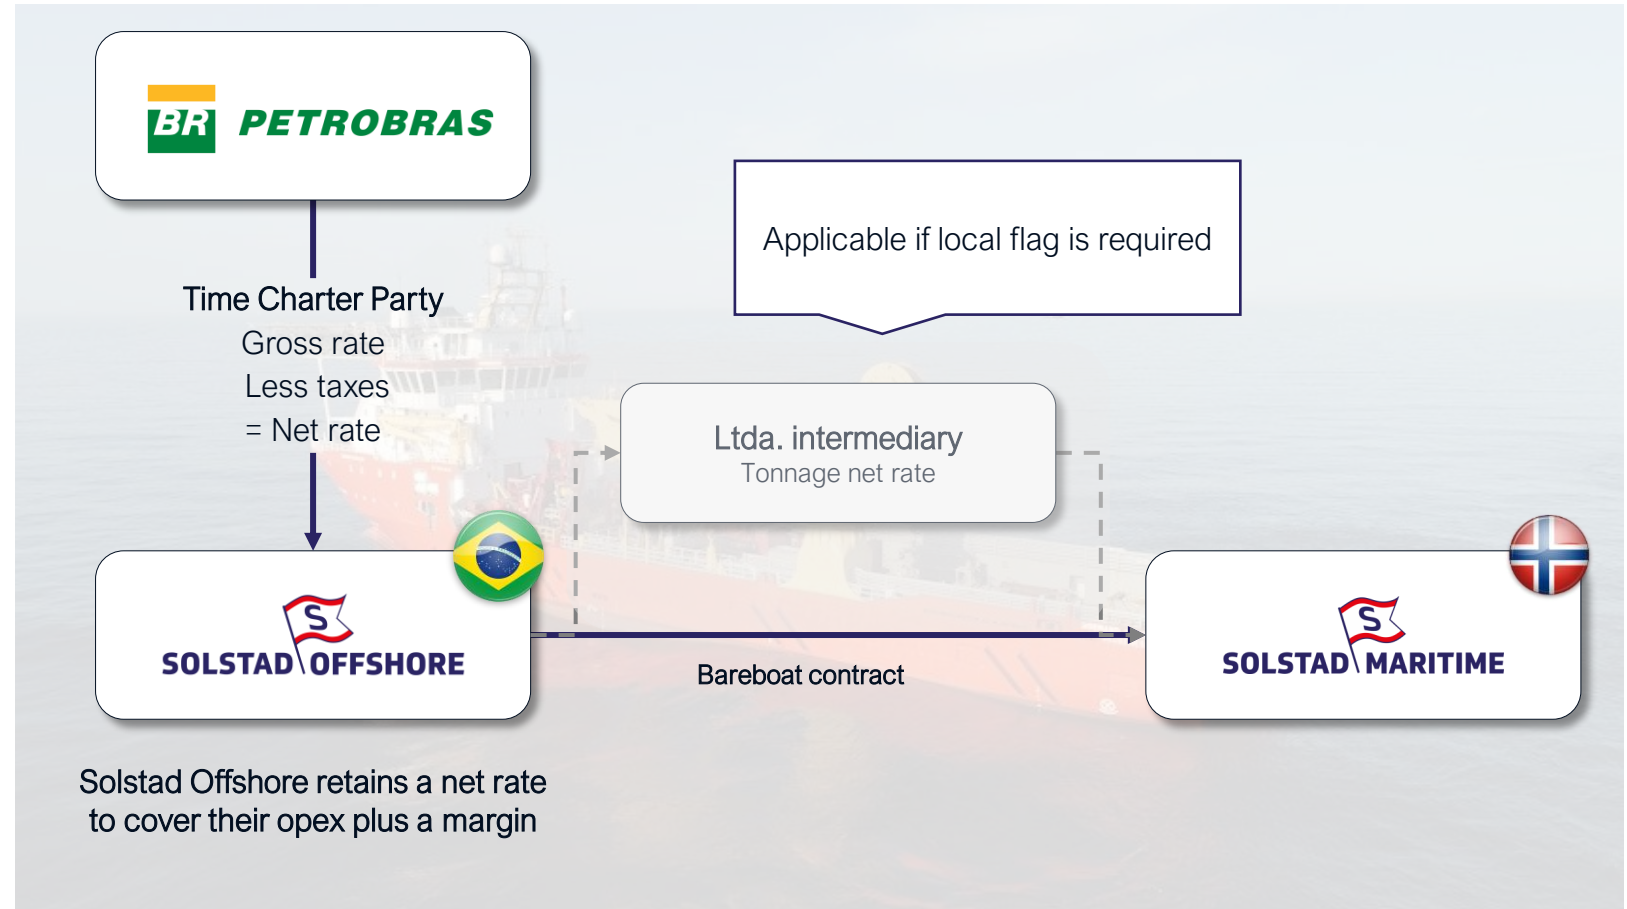 BR PETROBRAS
Time Charter Party
Gross rate
Less taxes
= Net rate
Applicable if local flag is required
Ltda. intermediary
Tonnage net rate
S
SOLSTAD OFFSHORE
Bareboat contract
S
SOLSTAD MARITIME
Solstad Offshore retains a net rate
to cover their opex plus a margin